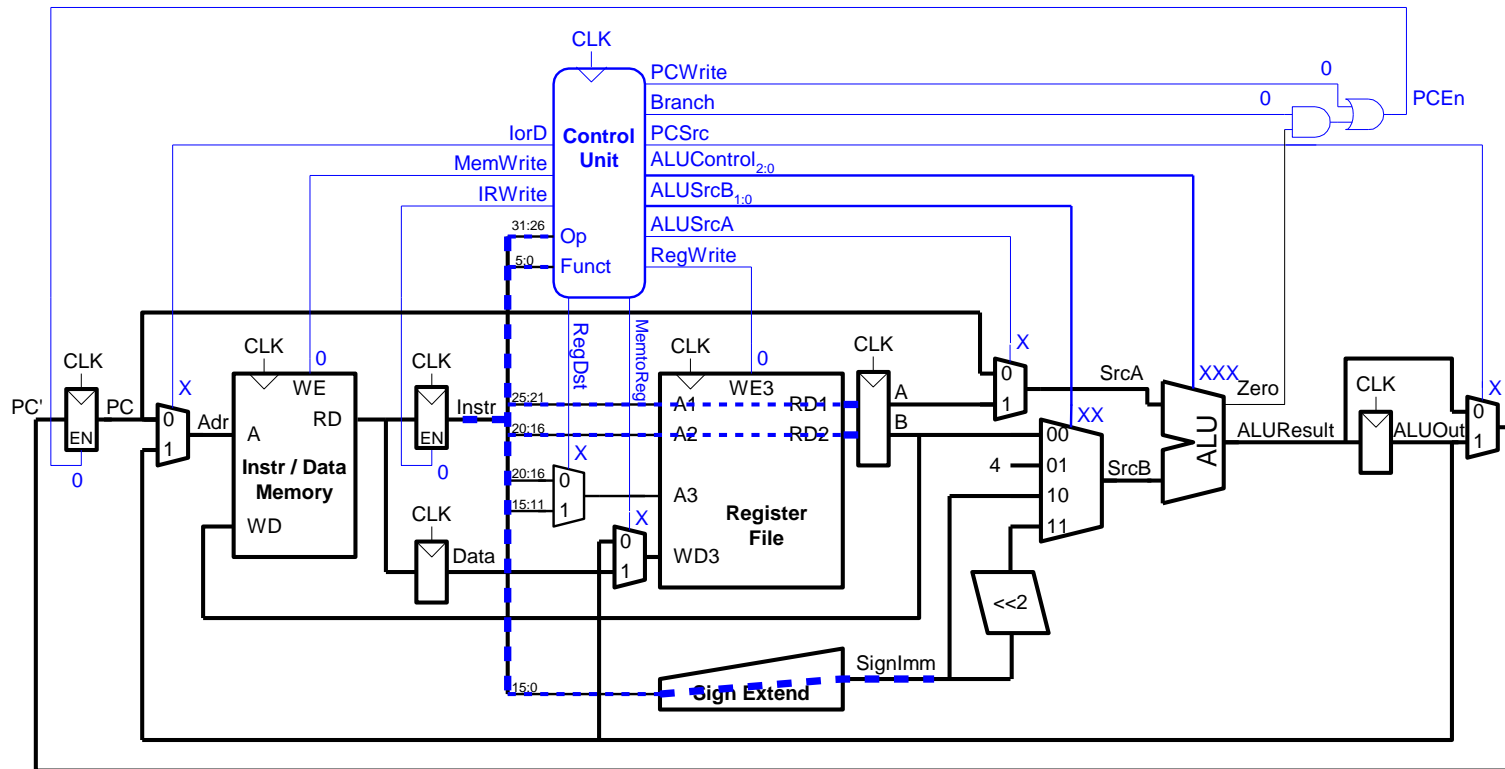 CLK
PCWrite
0
Branch
0
PCEn
IorD
Control
Unit
PCSrc
MemWrite
ALUControl2:0
IRWrite
ALUSrcB1:0
31:26
Op
ALUSrcA
5:0
Funct
RegWrite
RegDst
MemtoReg
CLK
CLK
CLK
CLK
CLK
X
0
0
X
X
XXX
Zero
CLK
X
PC'
PC
EN
0
1
Adr
WE
RD
A
Instr / Data
Memory
WD
EN
Instr
25:21
A1
WE3
RD1
A
0
1
SrcA
20:16
A2
RD2
B
XX
00
01
10
11
4
SrcB
ALU
ALUResult
ALUOut
0
1
0
0
20:16
15:11
X
0
1
A3
Register
File
CLK
Data
X
0
1
WD3
<<2
15:0
Sign Extend
SignImm